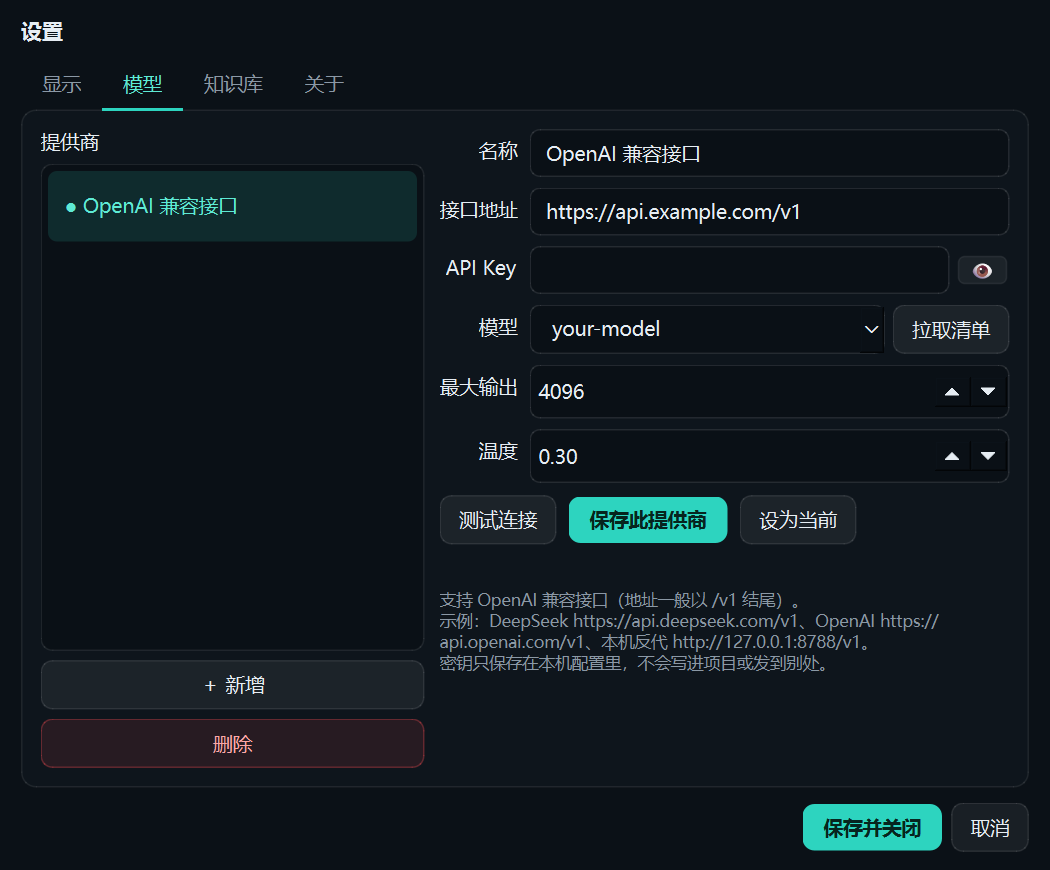 设置
显示 模型 知识库 关于
提供商
● OpenAI 兼容接口
+ 新增
删除
名称 OpenAI 兼容接口
接口地址 https://api.example.com/v1
API Key
模型 your-model 拉取清单
最大输出 4096
温度 0.30
测试连接 保存此提供商 设为当前
支持 OpenAI 兼容接口（地址一般以 /v1 结尾）。
示例：DeepSeek https://api.deepseek.com/v1、OpenAI https://
api.openai.com/v1、本机反代 http://127.0.0.1:8788/v1。
密钥只保存在本机配置里，不会写进项目或发到别处。
保存并关闭 取消